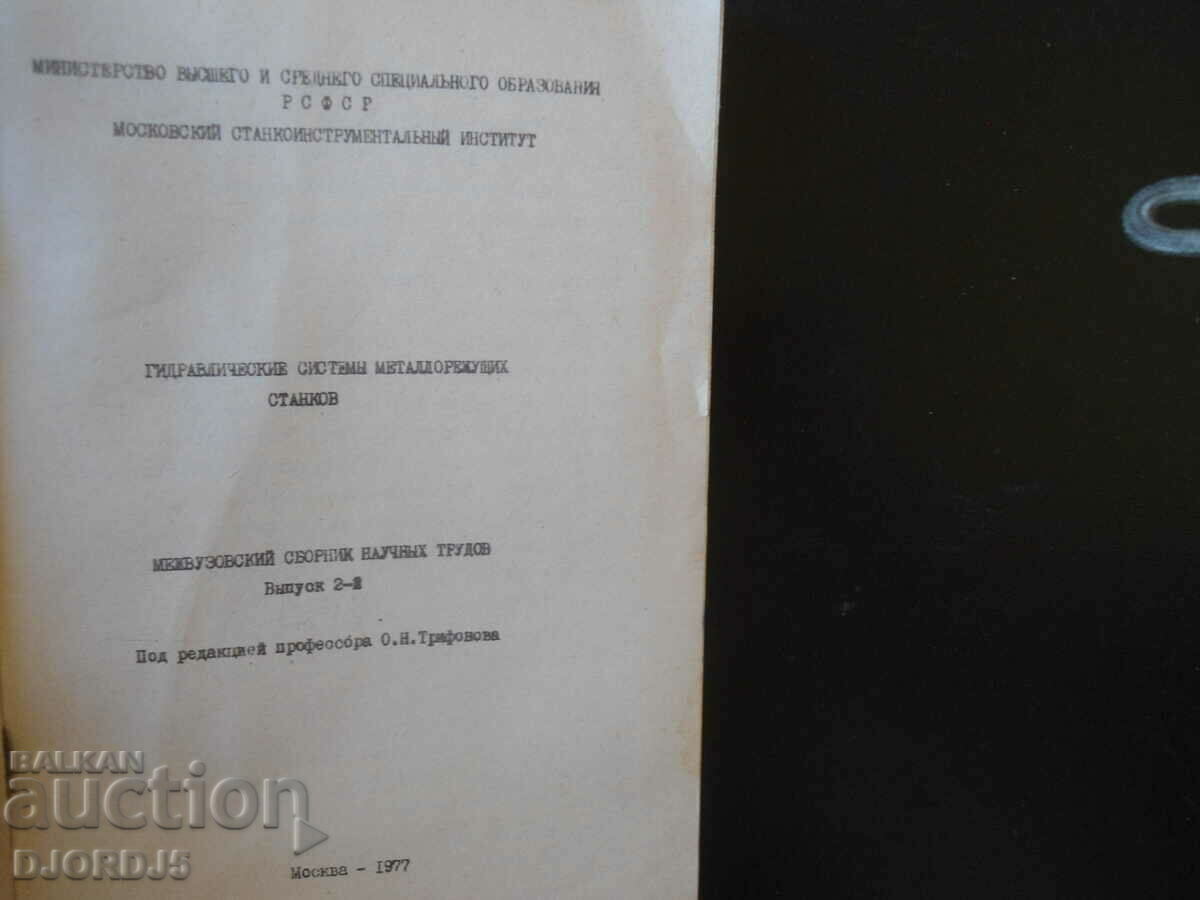 МИНИСТЕРСТВО ВЫСШЕГО И СРЕДНЕГО СПЕЦИАЛЬНОГО ОБРАЗОВАНИЯ
РСФСР
МОСКОВСКИЙ СТАНКОИНСТРУМЕНТАЛЬНЫЙ ИНСТИТУТ
ГИДРАВЛИЧЕСКИЕ СИСТЕМЫ МЕТАЛЛОРЕЖУЩИХ
СТАНКОВ
МЕЖВУЗОВСКИЙ СБОРНИК НАУЧНЫХ ТРУДОВ
Выпуск 2-й
Под редакцией профессора О.Н.Трифонова
BALKAN
auction
DJORDJ5
Москва - 1977